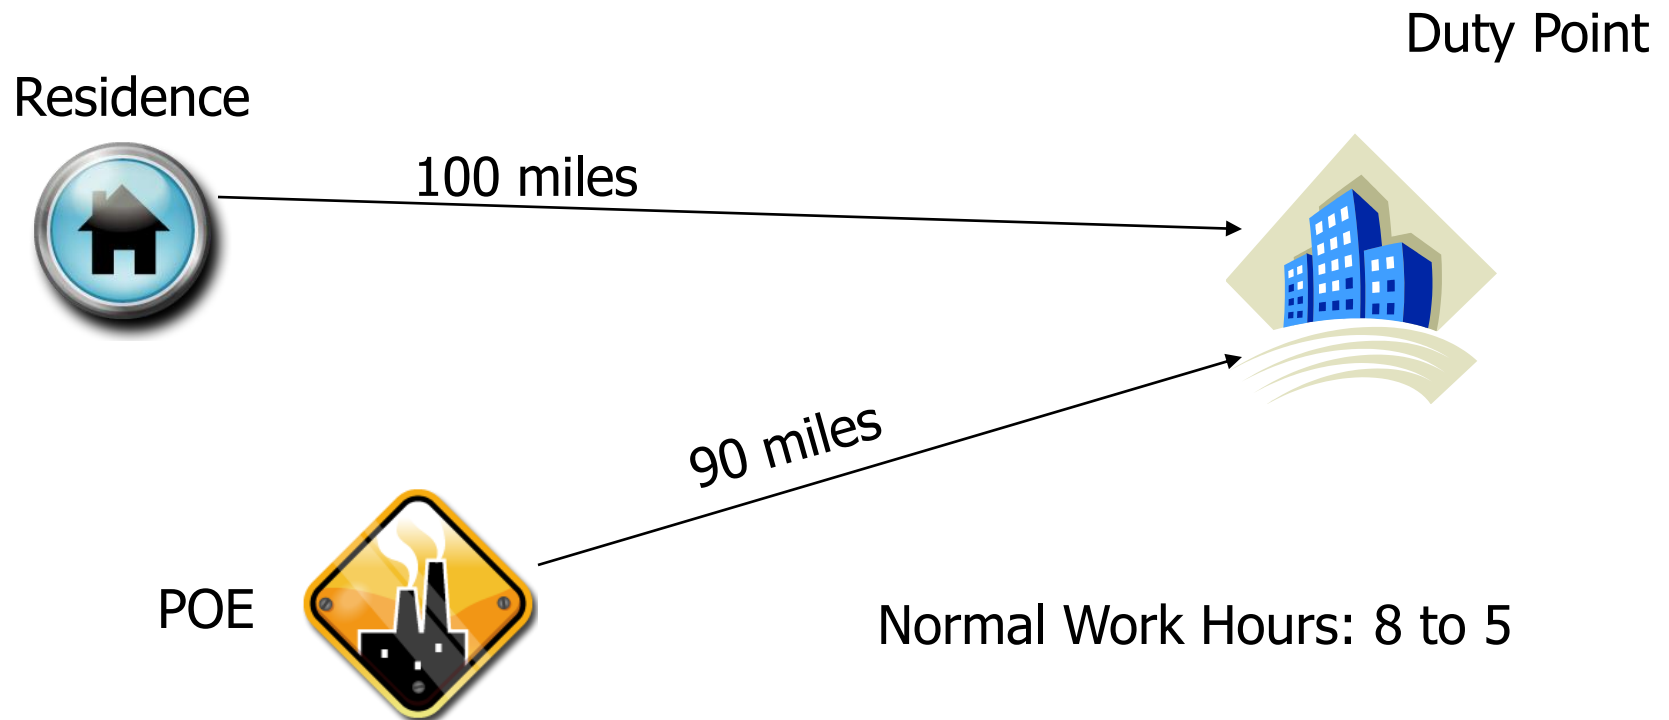 Duty Point
Residence
100 miles
90 miles
POE
Normal Work Hours: 8 to 5